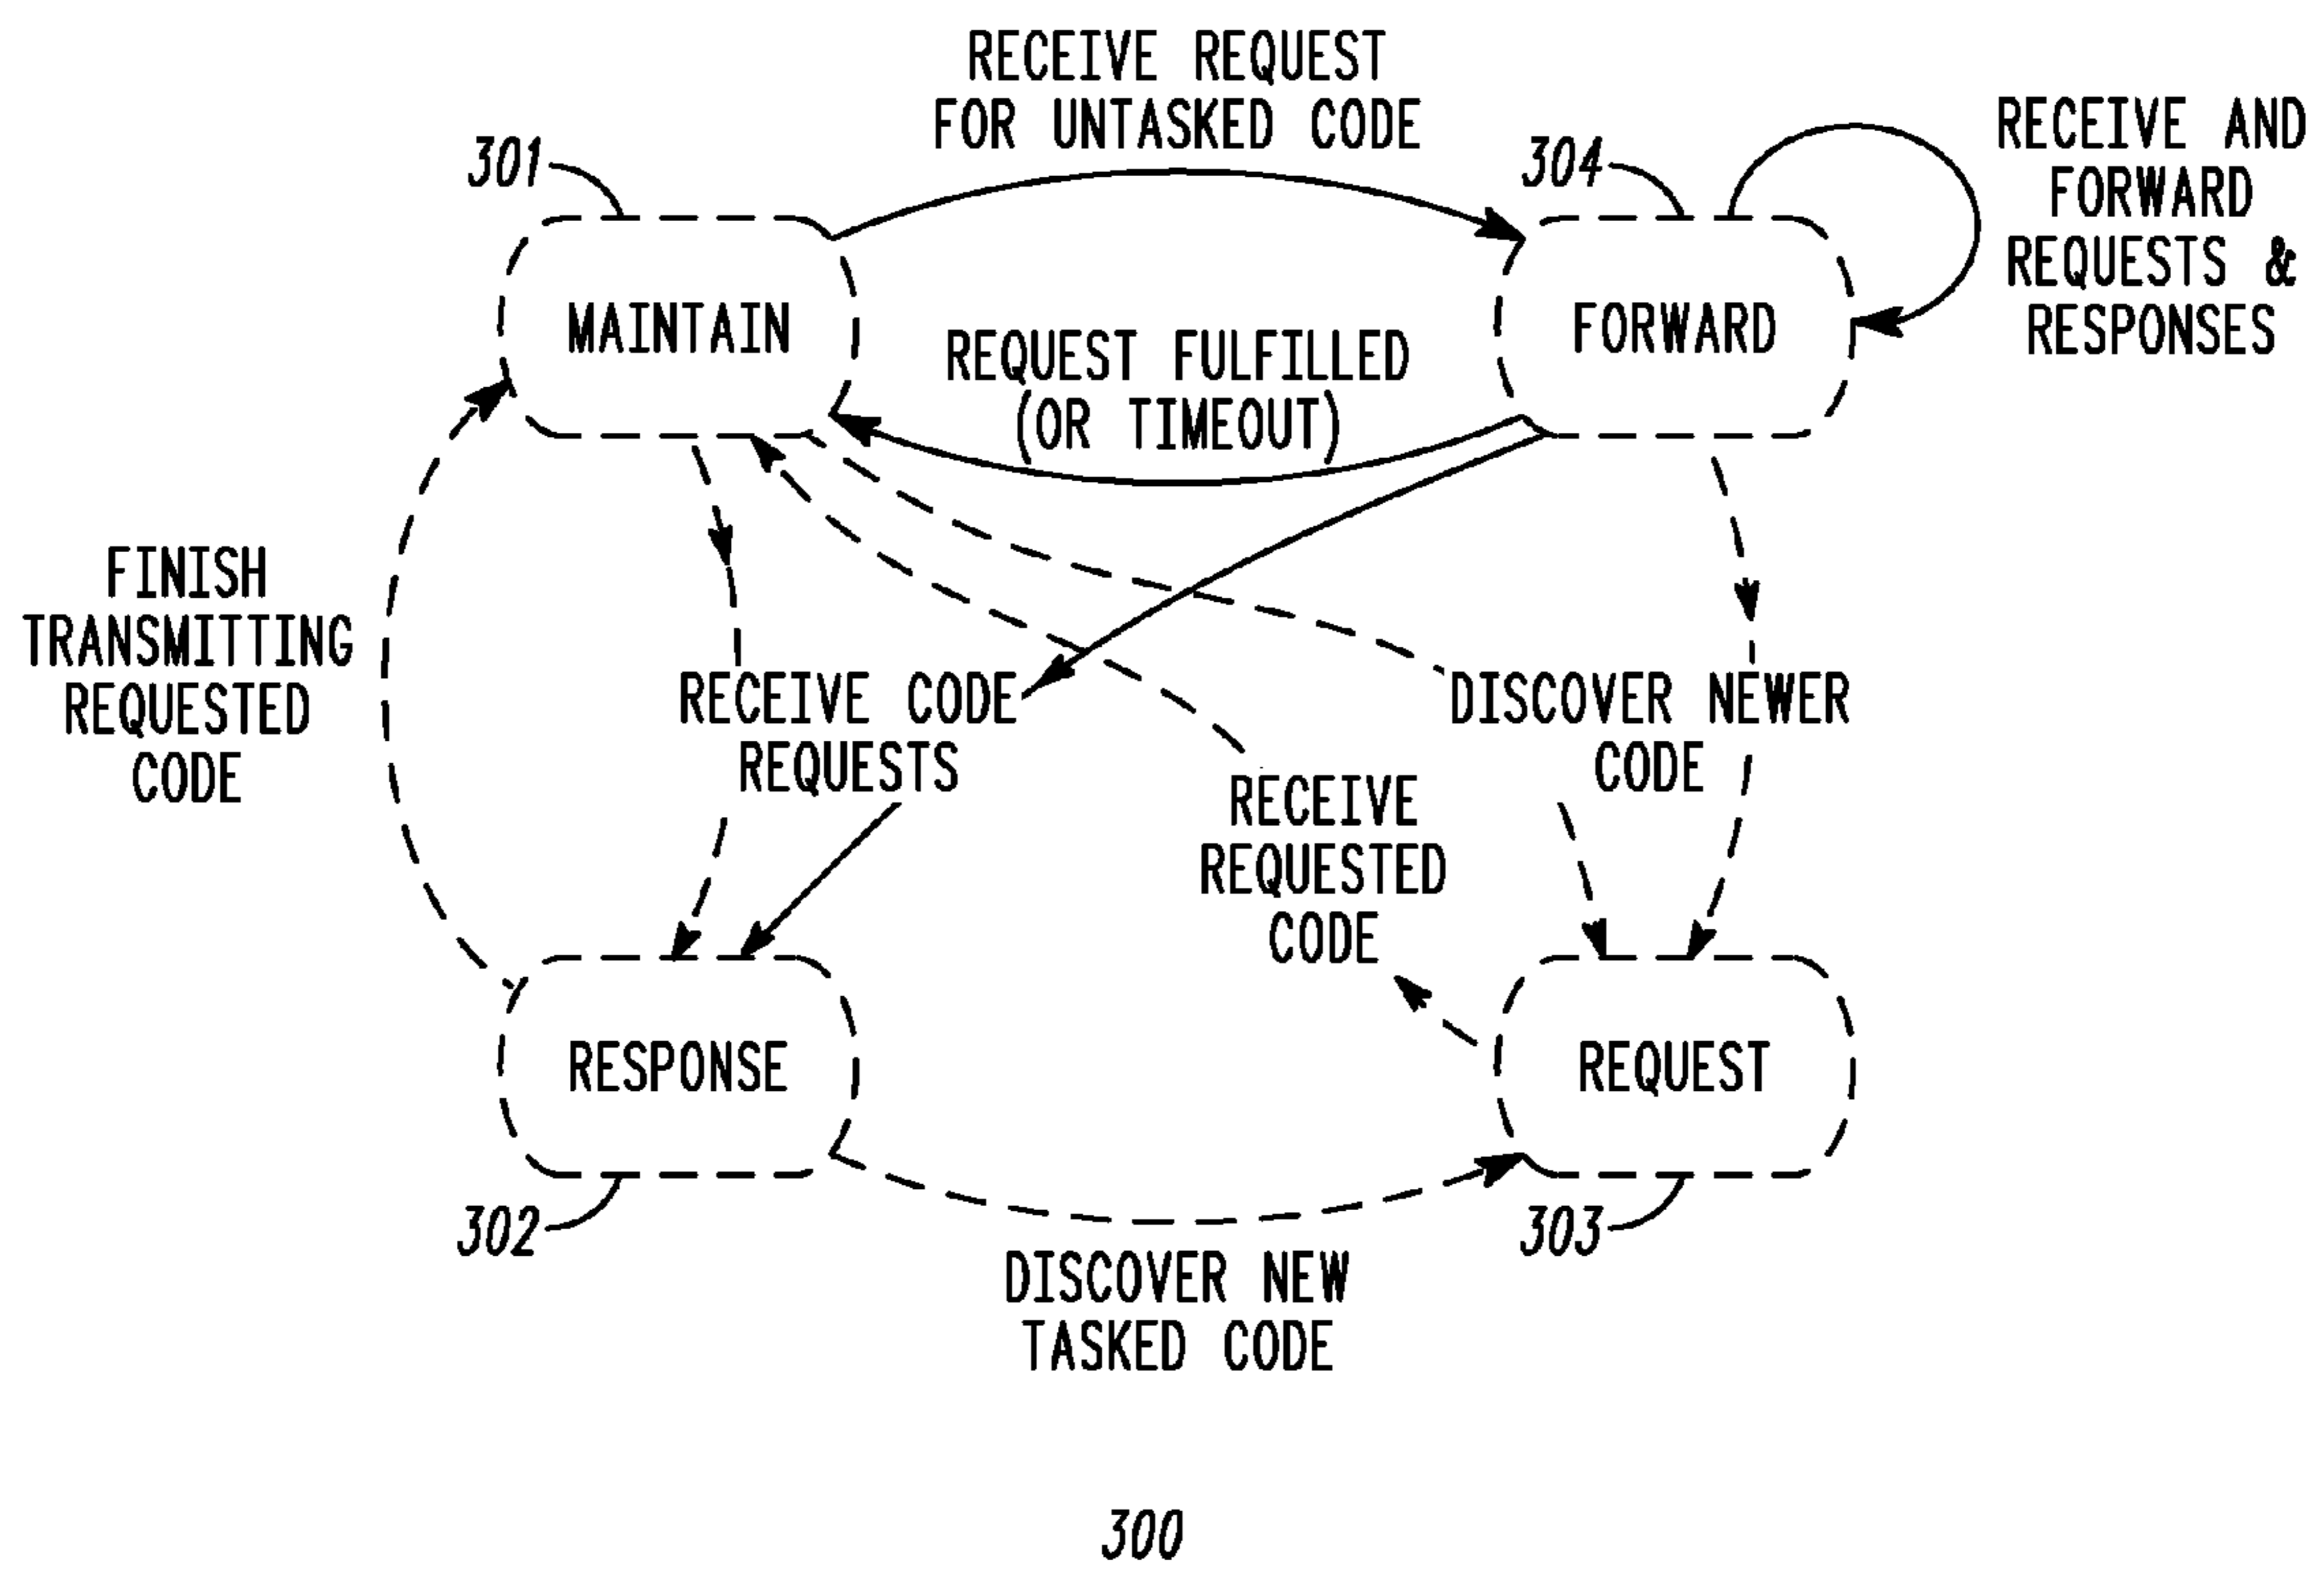 RECEIVE REQUEST
FOR UNTASKED CODE
301
304
RECEIVE AND
FORWARD
REQUESTS &
RESPONSES
MAINTAIN
FORWARD
REQUEST FULFILLED
(OR TIMEOUT)
FINISH
TRANSMITTING
REQUESTED
CODE
RECEIVE CODE
REQUESTS
DISCOVER NEWER
CODE
RECEIVE
REQUESTED
CODE
RESPONSE
REQUEST
302
303
DISCOVER NEW
TASKED CODE
300